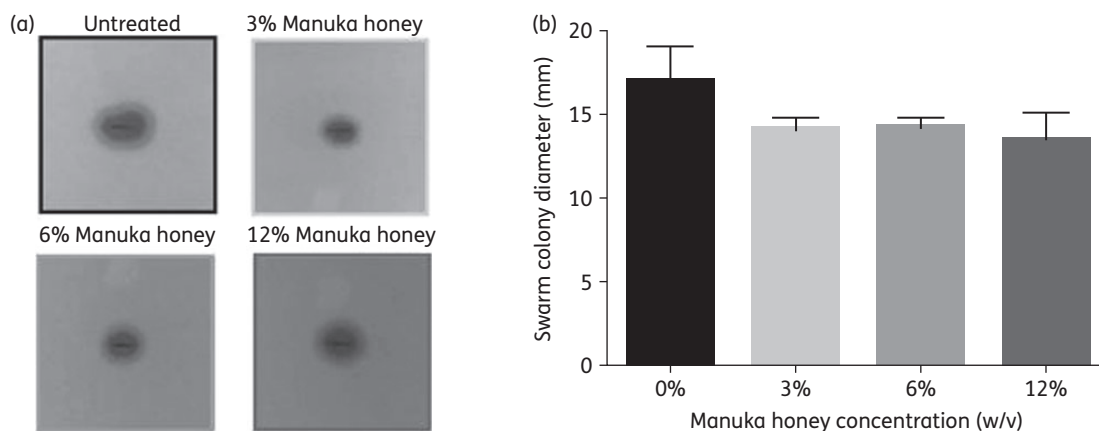 (a) Untreated 3% Manuka honey
6% Manuka honey 12% Manuka honey
(b)
20
15
10
5
0
Swarm colony diameter (mm)
0% 3% 6% 12%
Manuka honey concentration (w/v)